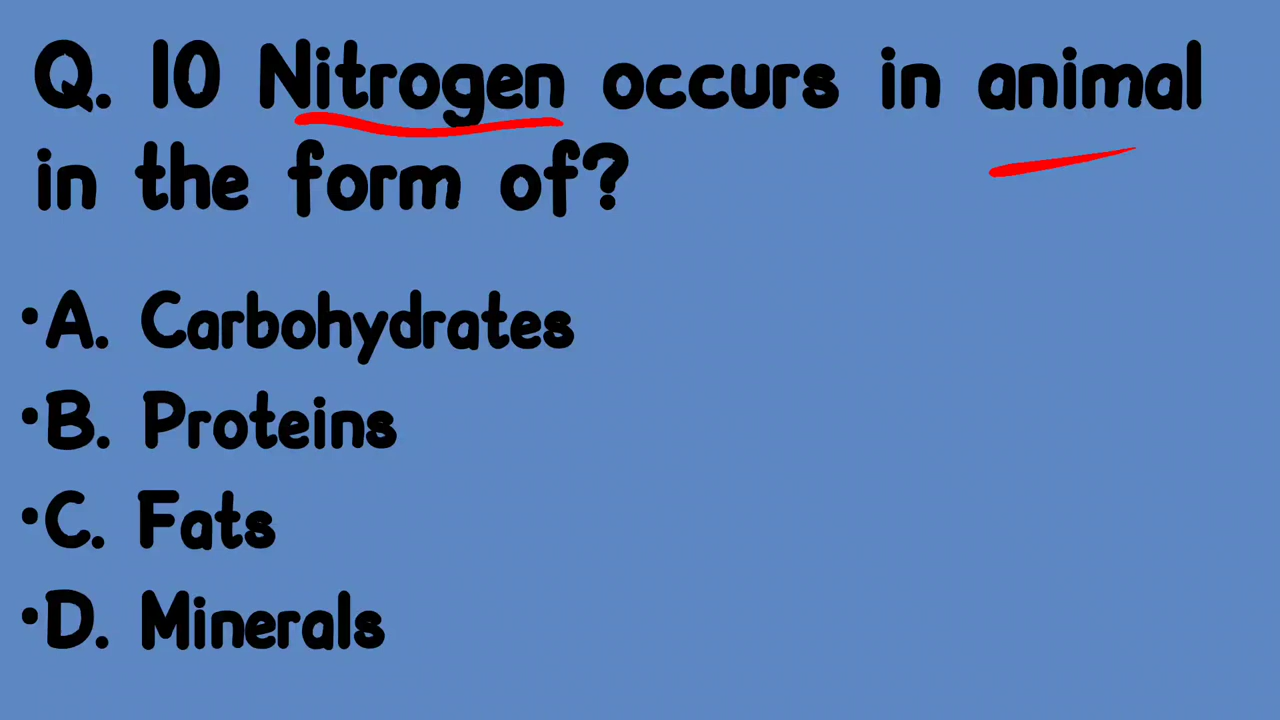 Q. 10 Nitrogen occurs in animal
in the form of?
•A. Carbohydrates
•B. Proteins
•C. Fats
•D. Minerals